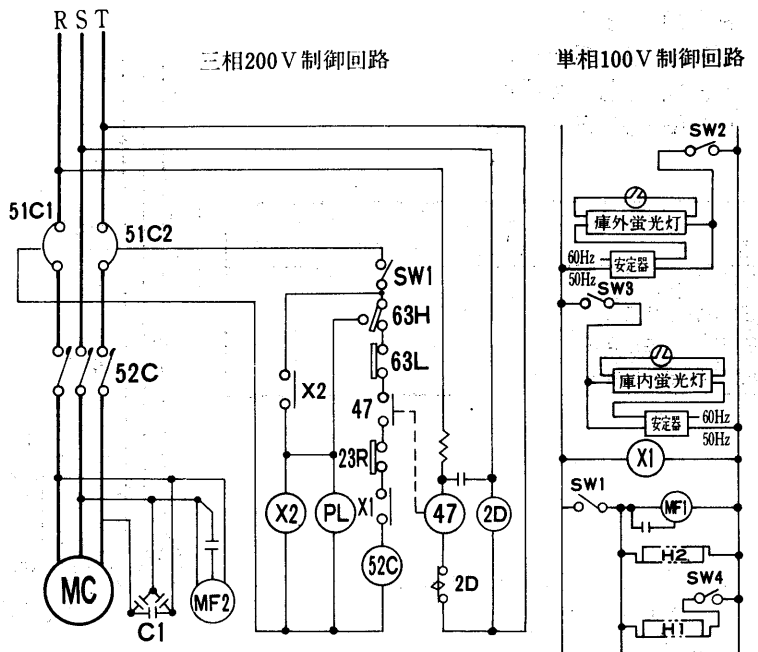 R S T
三相200V制御回路
単相100V制御回路
SW2
51C1
51C2
庫外蛍光灯
60Hz
安定器
50Hz
SW1
SW3
63H
63L
52C
X2
47
庫内蛍光灯
安定器
60Hz
50Hz
23R
X1
X1
SW1
X2
PL
47
2D
MF1
52C
2D
H2
MC
MF2
SW4
C1
H1